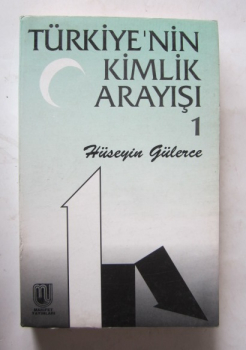 TÜRKİYE'NİN
KİMLİK
ARAYIŞI
1
Hüseyin Gülerce